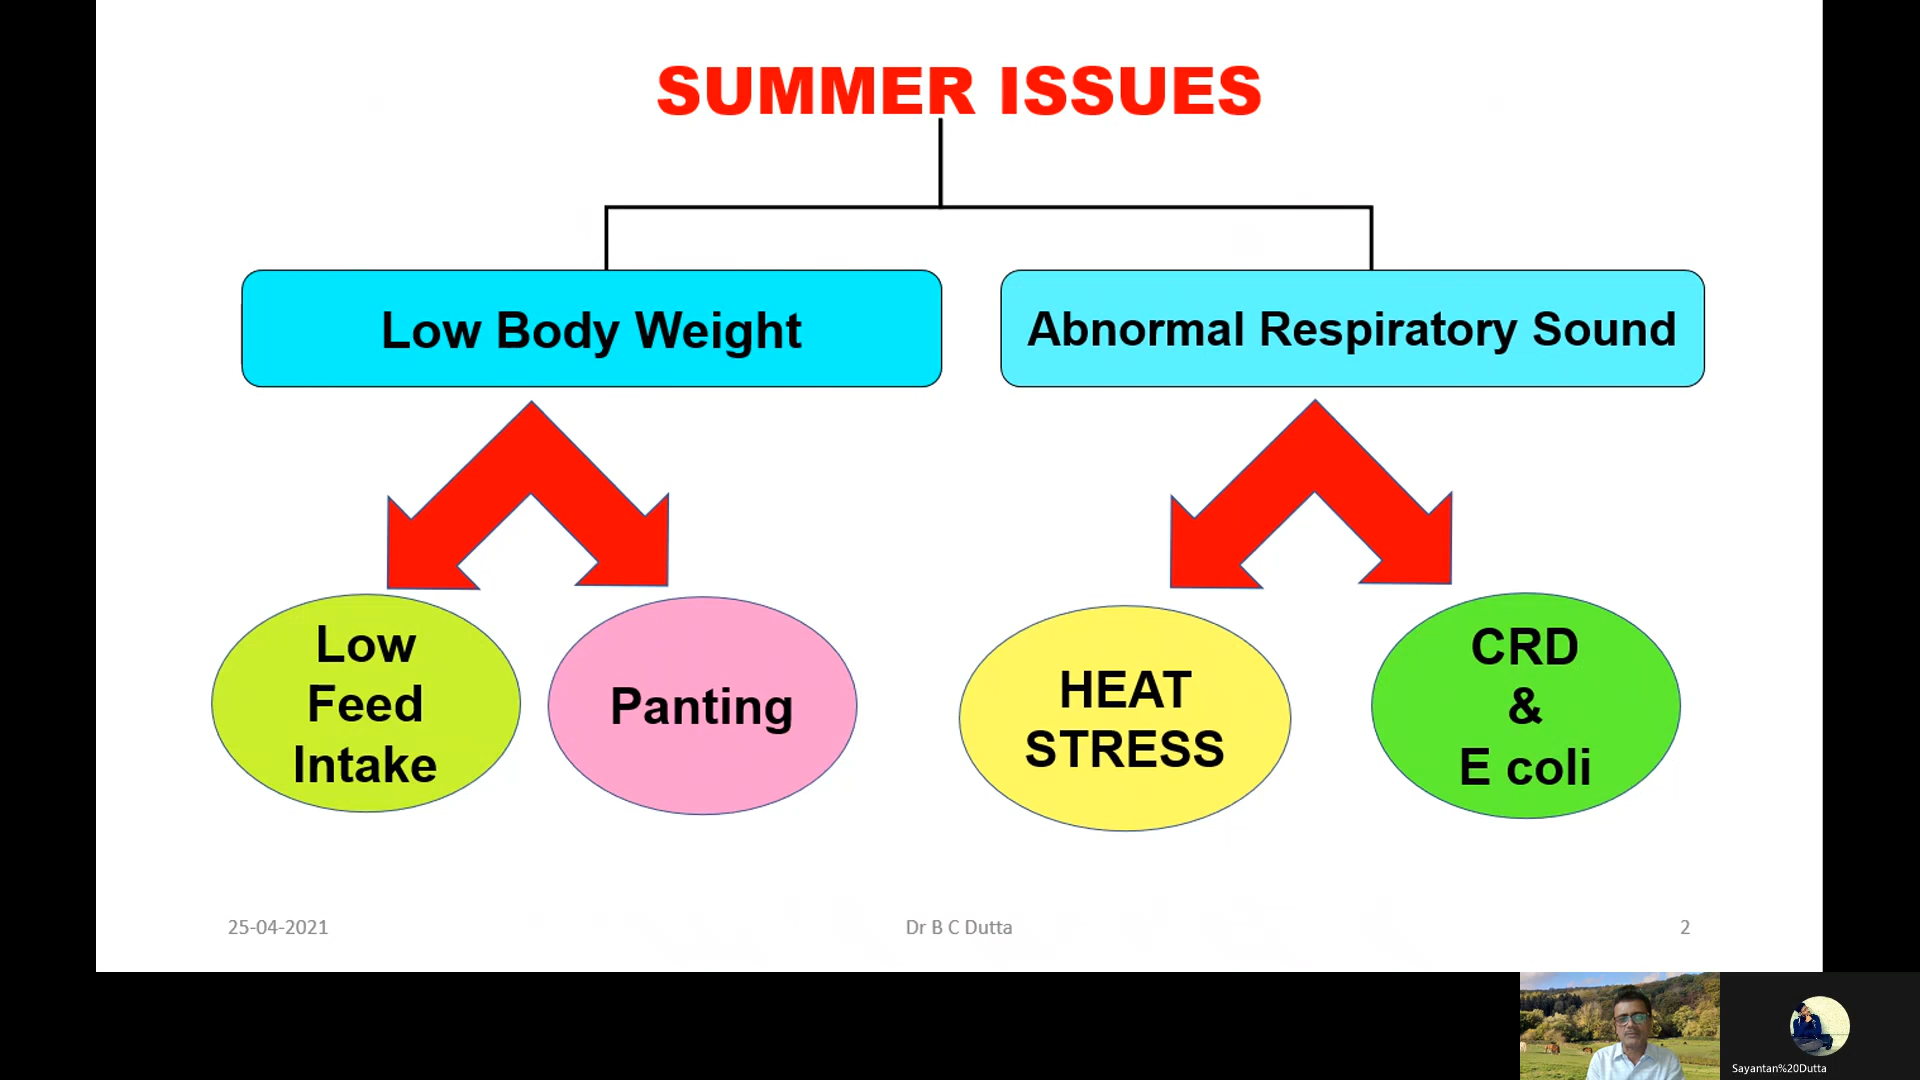 SUMMER ISSUES
Low Body Weight
Abnormal Respiratory Sound
Low
Feed
Intake
Panting
HEAT
STRESS
CRD
&
E coli
25-04-2021
Dr B C Dutta
2
Sayantan%20Dutta